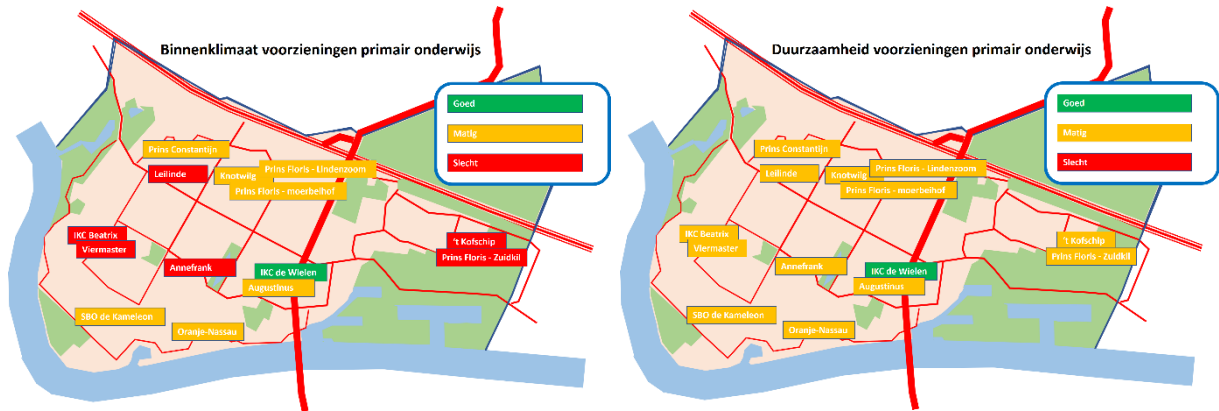 Binnenklimaat voorzieningen primair onderwijs
Goed
Matig
Slecht
Prins Constantijn
Leilinde
Knotwilg
Prins Floris - Lindenzoom
Prins Floris - moerbeihof
IKC Beatrix
Viermaster
't Kofschip
Prins Floris - Zuidkil
Annefrank
IKC de Wielen
Augustinus
SBO de Kameleon
Oranje-Nassau
Duurzaamheid voorzieningen primair onderwijs
Goed
Matig
Slecht
Prins Constantijn
Leilinde
Knotwilg
Prins Floris - Lindenzoom
Prins Floris - moerbeihof
IKC Beatrix
Viermaster
't Kofschip
Prins Floris - Zuidkil
Annefrank
IKC de Wielen
Augustinus
SBO de Kameleon
Oranje-Nassau